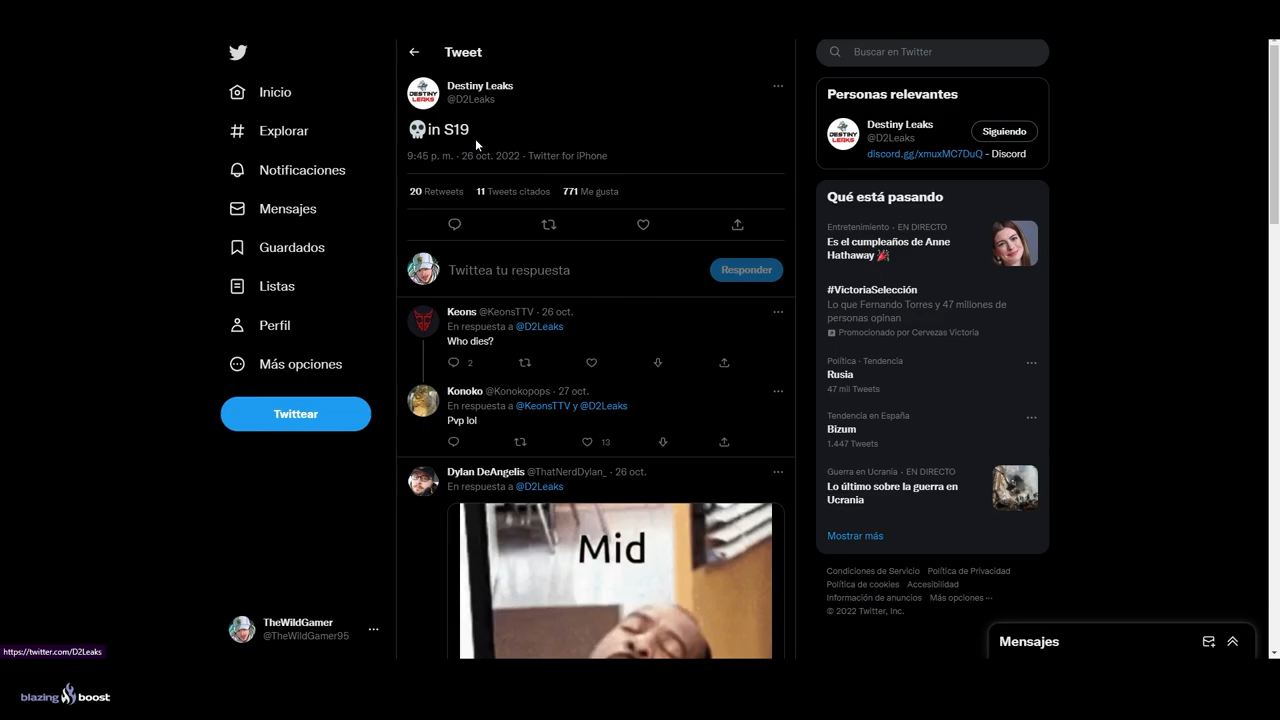 Inicio
Explorar
Notificaciones
Mensajes
Guardados
Listas
Perfil
Más opciones
Twittear
TheWildGamer
@TheWildGamer95
https://twitter.com/D2Leaks
blazing boost
Tweet
DESTINY
LEAKS
Destiny Leaks
@D2Leaks
💀in S19
9:45 p. m. · 26 oct. 2022 · Twitter for iPhone
20 Retweets 11 Tweets citados 771 Me gusta
Twittea tu respuesta
Responder
Keons @KeonsTTV · 26 oct.
En respuesta a @D2Leaks
Who dies?
2
Konoko @Konokopops · 27 oct.
En respuesta a @KeonsTTV y @D2Leaks
Pvp lol
13
Dylan DeAngelis @ThatNerdDylan_ · 26 oct.
En respuesta a @D2Leaks
Mid
Buscar en Twitter
Personas relevantes
DESTINY
LEAKS
Destiny Leaks
@D2Leaks
Siguiendo
discord.gg/xmuxMC7DuQ - Discord
Qué está pasando
Entretenimiento · EN DIRECTO
Es el cumpleaños de Anne
Hathaway 🎉
#VictoriaSelección
Lo que Fernando Torres y 47 millones de
personas opinan
Promocionado por Cervezas Victoria
Política · Tendencia
Rusia
47 mil Tweets
Tendencia en España
Bizum
1.447 Tweets
Guerra en Ucrania · EN DIRECTO
Lo último sobre la guerra en
Ucrania
Mostrar más
Condiciones de Servicio Política de Privacidad
Política de cookies Accesibilidad
Información de anuncios Más opciones ···
© 2022 Twitter, Inc.
Mensajes